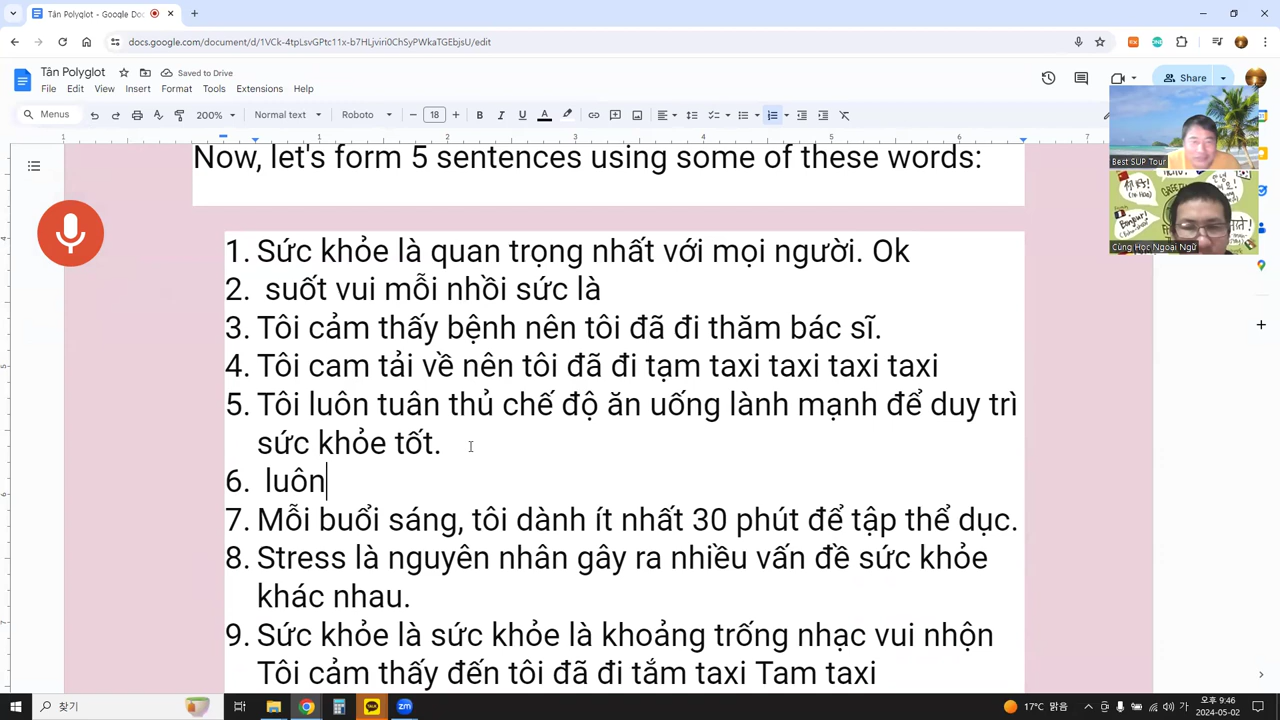 Tân Polyglot - Google Doc
docs.google.com/document/d/1VCk-4tpLsvGPtc11x-b7HLjviri0ChSyPWkaTGEbjsU/edit
Tân Polyglot
Saved to Drive
File Edit View Insert Format Tools Extensions Help
Share
Menus
200%
Normal text
Roboto
18
Now, let's form 5 sentences using some of these words:
1. Sức khỏe là quan trọng nhất với mọi người. Ok
2. suốt vui mỗi nhồi sức là
3. Tôi cảm thấy bệnh nên tôi đã đi thăm bác sĩ.
4. Tôi cam tải về nên tôi đã đi tạm taxi taxi taxi taxi
5. Tôi luôn tuân thủ chế độ ăn uống lành mạnh để duy trì
sức khỏe tốt.
6. luôn
7. Mỗi buổi sáng, tôi dành ít nhất 30 phút để tập thể dục.
8. Stress là nguyên nhân gây ra nhiều vấn đề sức khỏe
khác nhau.
9. Sức khỏe là sức khỏe là khoảng trống nhạc vui nhộn
Tôi cảm thấy đến tôi đã đi tắm taxi Tam taxi
Best SUP Tour
Cùng Học Ngoại Ngữ
Bonjour!
찾기
17°C 맑음
오후 9:46
2024-05-02